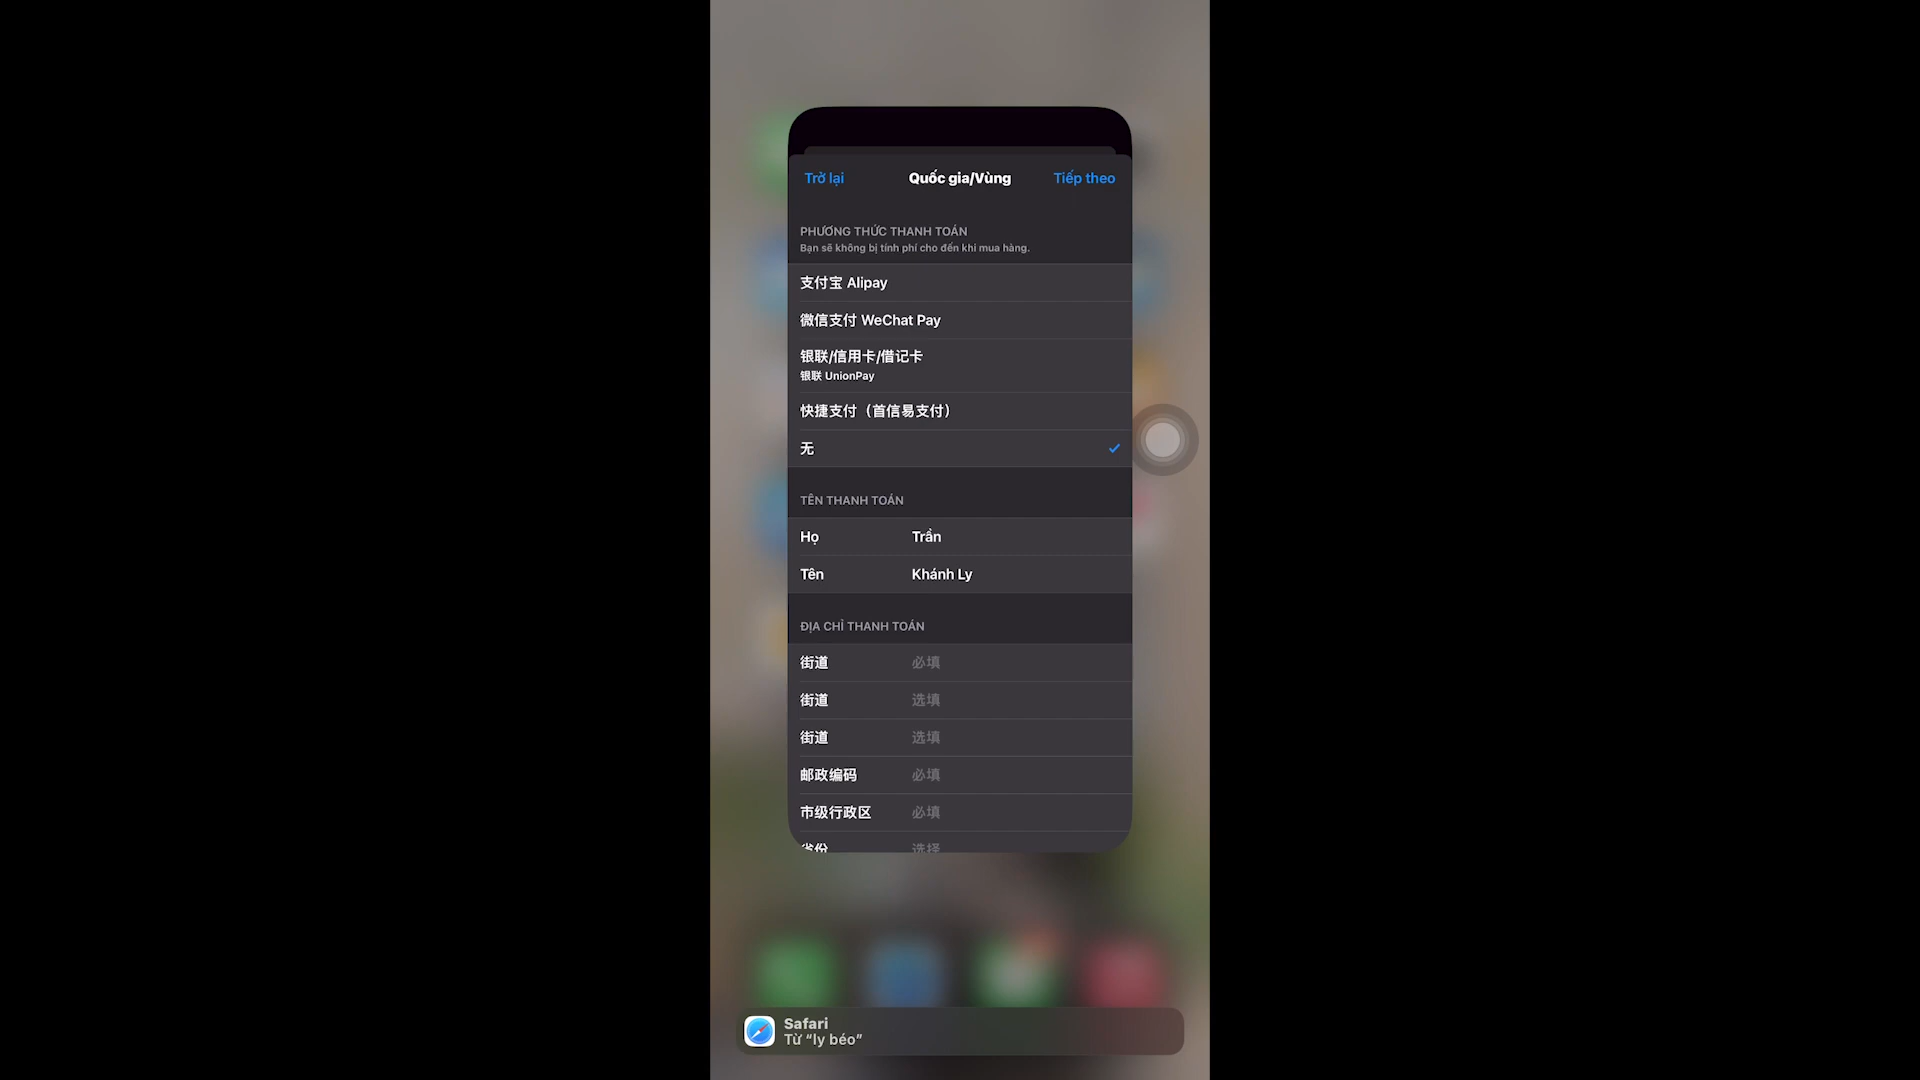 Trở lại
Quốc gia/Vùng
Tiếp theo
PHƯƠNG THỨC THANH TOÁN
Bạn sẽ không bị tính phí cho đến khi mua hàng.
支付宝 Alipay
微信支付 WeChat Pay
银联/信用卡/借记卡
银联 UnionPay
快捷支付（首信易支付）
无
TÊN THANH TOÁN
Họ Trần
Tên Khánh Ly
ĐỊA CHỈ THANH TOÁN
街道 必填
街道 选填
街道 选填
邮政编码 必填
市级行政区 必填
省份 选择
Safari
Từ “ly béo”